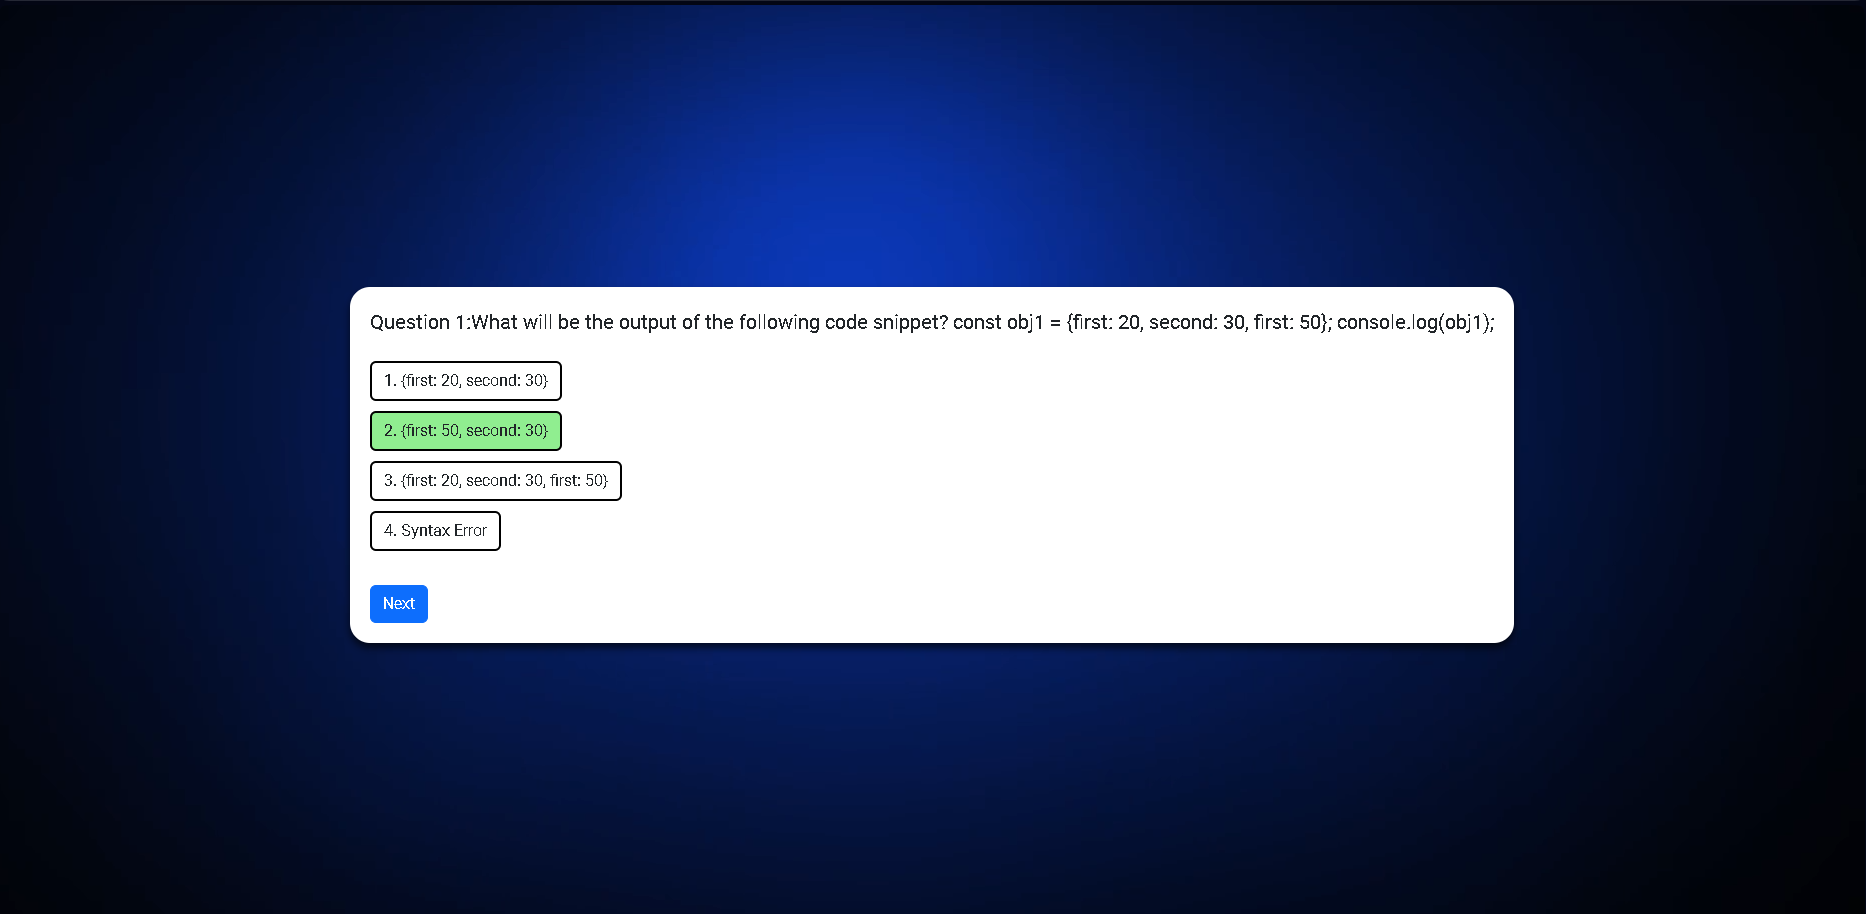 Question 1:What will be the output of the following code snippet? const obj1 = {first: 20, second: 30, first: 50}; console.log(obj1);
1. {first: 20, second: 30}
2. {first: 50, second: 30}
3. {first: 20, second: 30, first: 50}
4. Syntax Error
Next